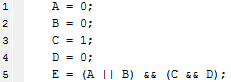 1 A = 0;
2 B = 0;
3 C = 1;
4 D = 0;
5 E = (A || B) && (C && D);